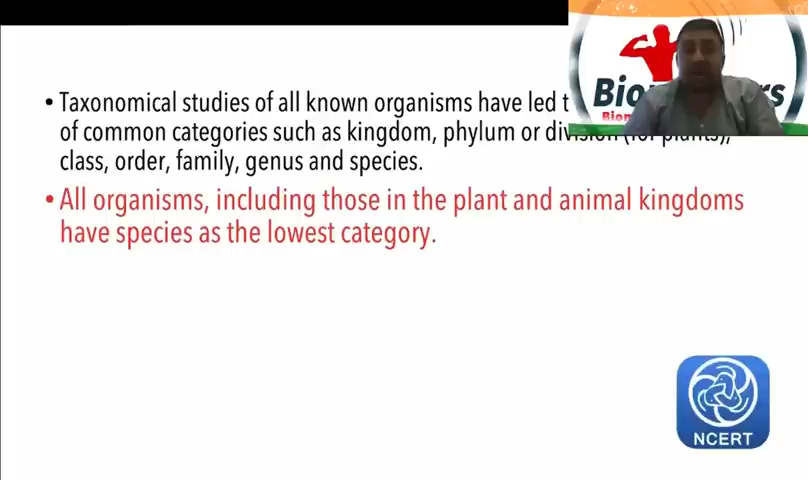 • Taxonomical studies of all known organisms have led
of common categories such as kingdom, phylum or division (for plants),
class, order, family, genus and species.
• All organisms, including those in the plant and animal kingdoms
have species as the lowest category.
NCERT